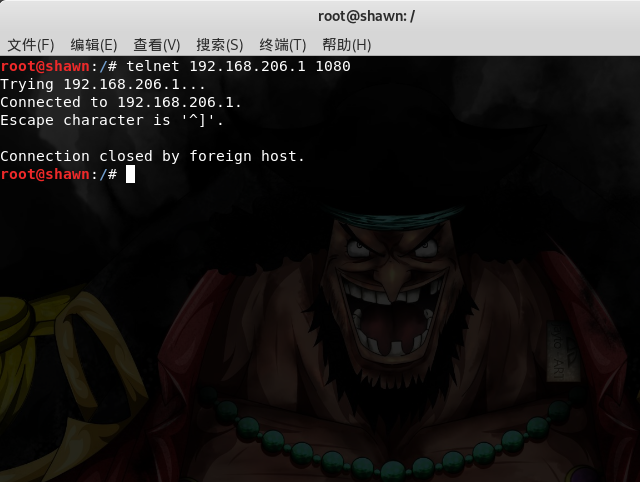 root@shawn: /
文件(F) 编辑(E) 查看(V) 搜索(S) 终端(T) 帮助(H)
root@shawn:/# telnet 192.168.206.1 1080
Trying 192.168.206.1...
Connected to 192.168.206.1.
Escape character is '^]'.
Connection closed by foreign host.
root@shawn:/#